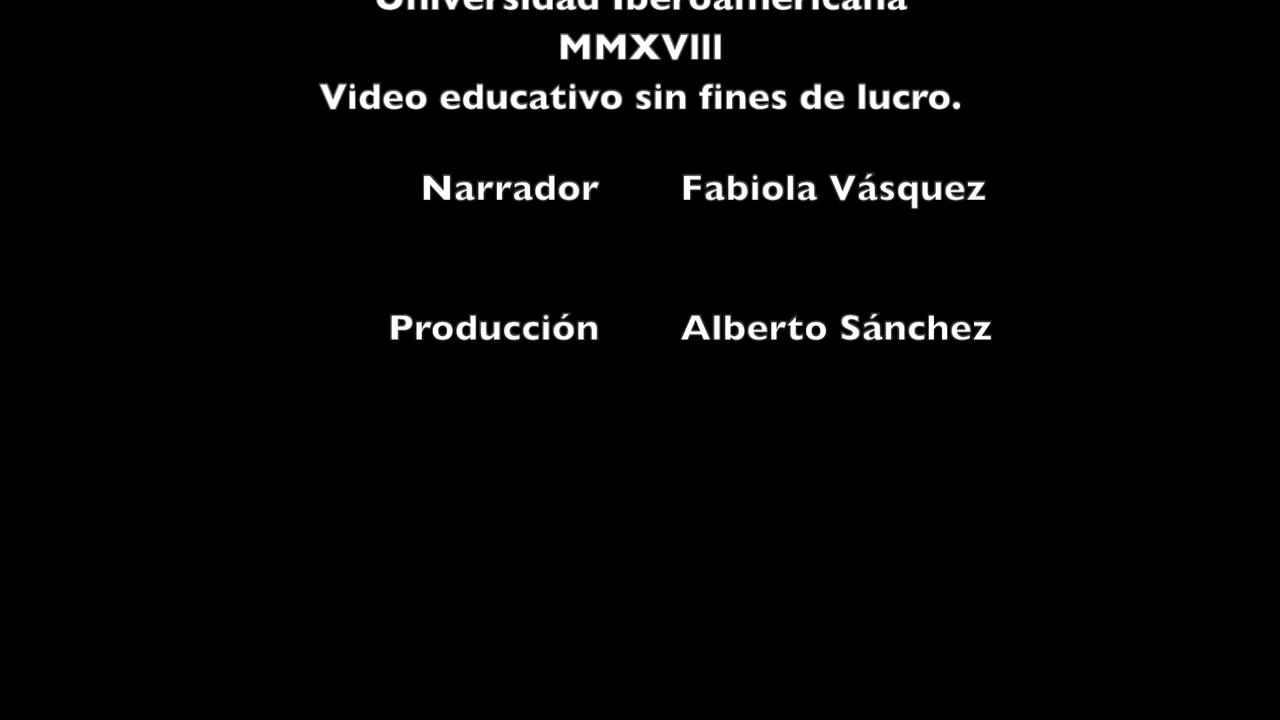 Universidad Iberoamericana
MMXVIII
Video educativo sin fines de lucro.
Narrador Fabiola Vásquez
Producción Alberto Sánchez